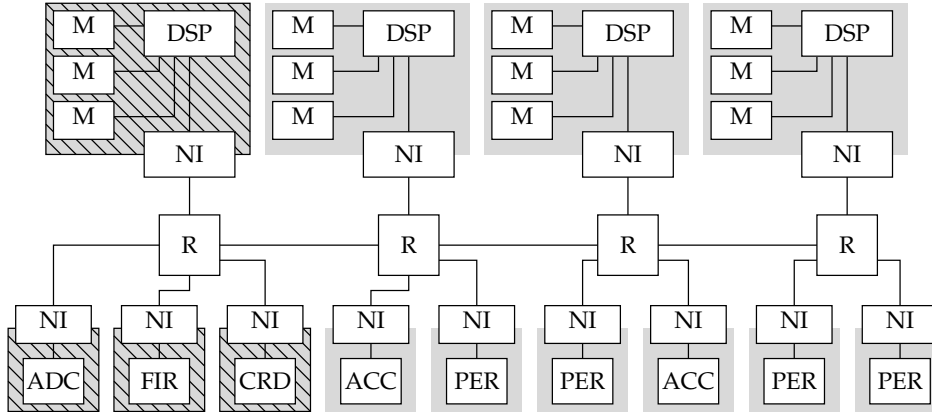 M DSP M DSP M DSP M DSP
M M M M
M M M M
NI NI NI NI
R R R R
NI NI NI NI NI NI NI NI NI
ADC FIR CRD ACC PER PER ACC PER PER